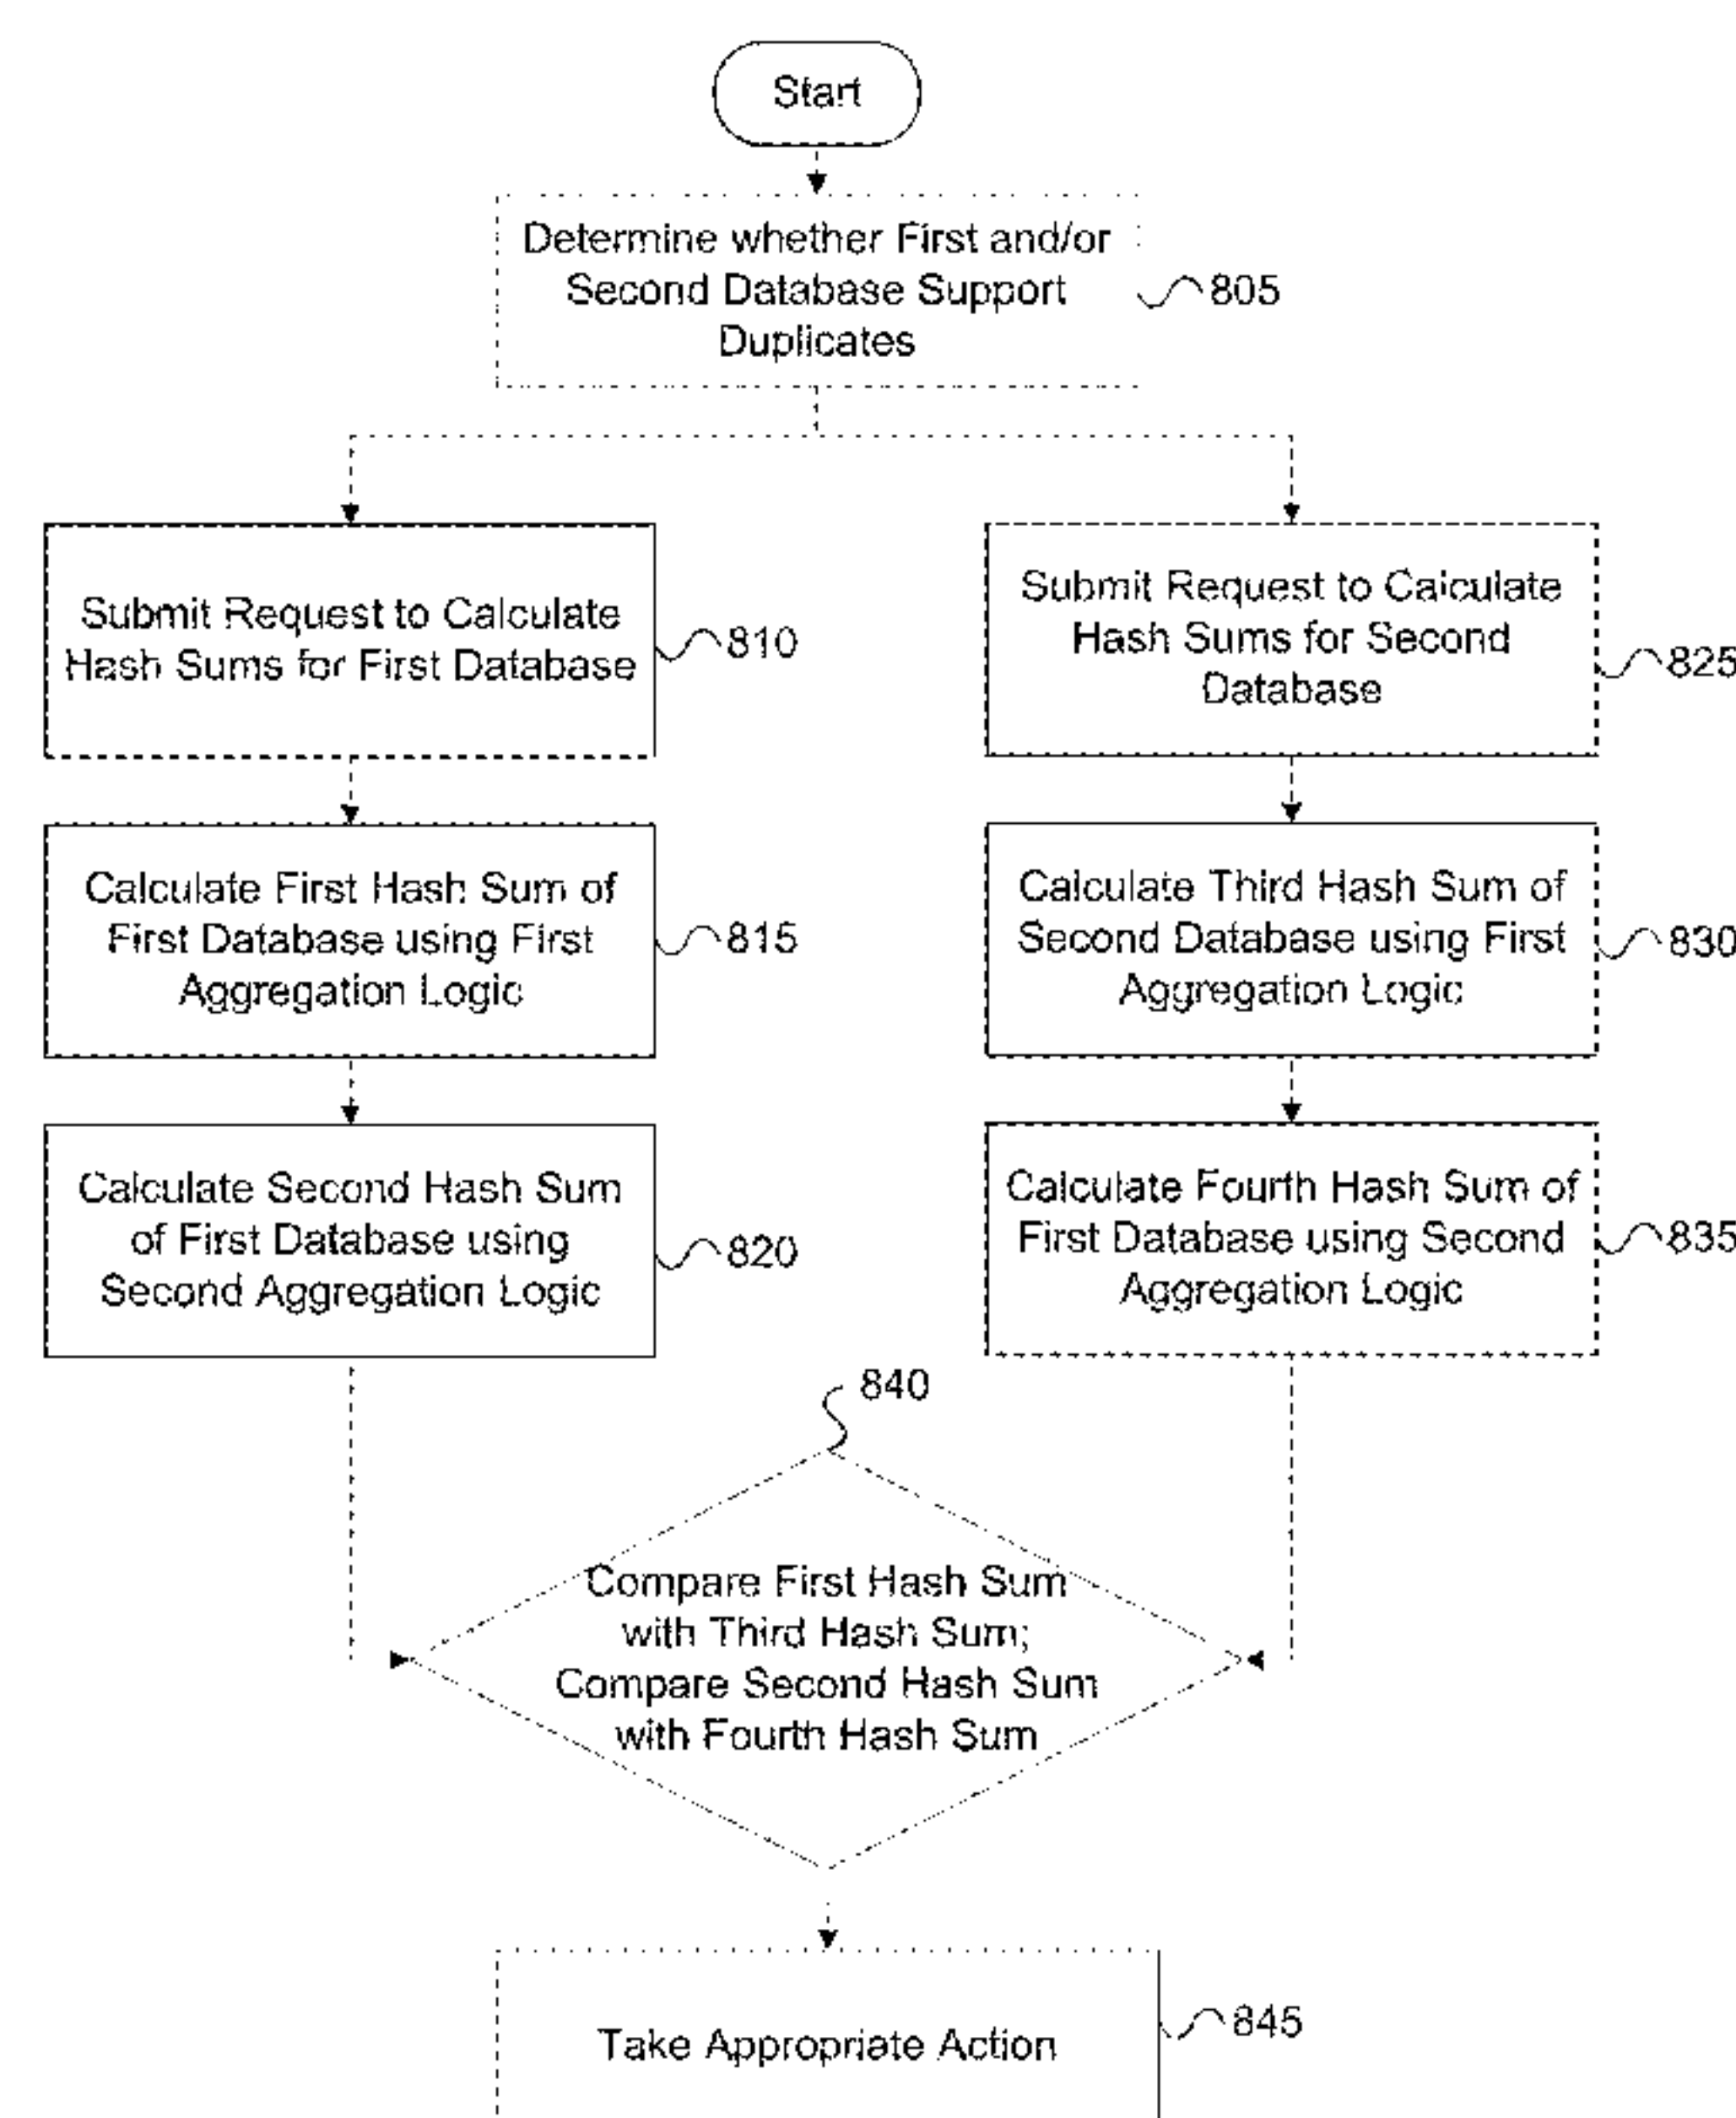 Start
Determine whether First and/or
Second Database Support
Duplicates
805
Submit Request to Calculate
Hash Sums for First Database
810
Calculate First Hash Sum of
First Database using First
Aggregation Logic
815
Calculate Second Hash Sum
of First Database using
Second Aggregation Logic
820
Submit Request to Calculate
Hash Sums for Second
Database
825
Calculate Third Hash Sum of
Second Database using First
Aggregation Logic
830
Calculate Fourth Hash Sum of
First Database using Second
Aggregation Logic
835
840
Compare First Hash Sum
with Third Hash Sum;
Compare Second Hash Sum
with Fourth Hash Sum
Take Appropriate Action
845